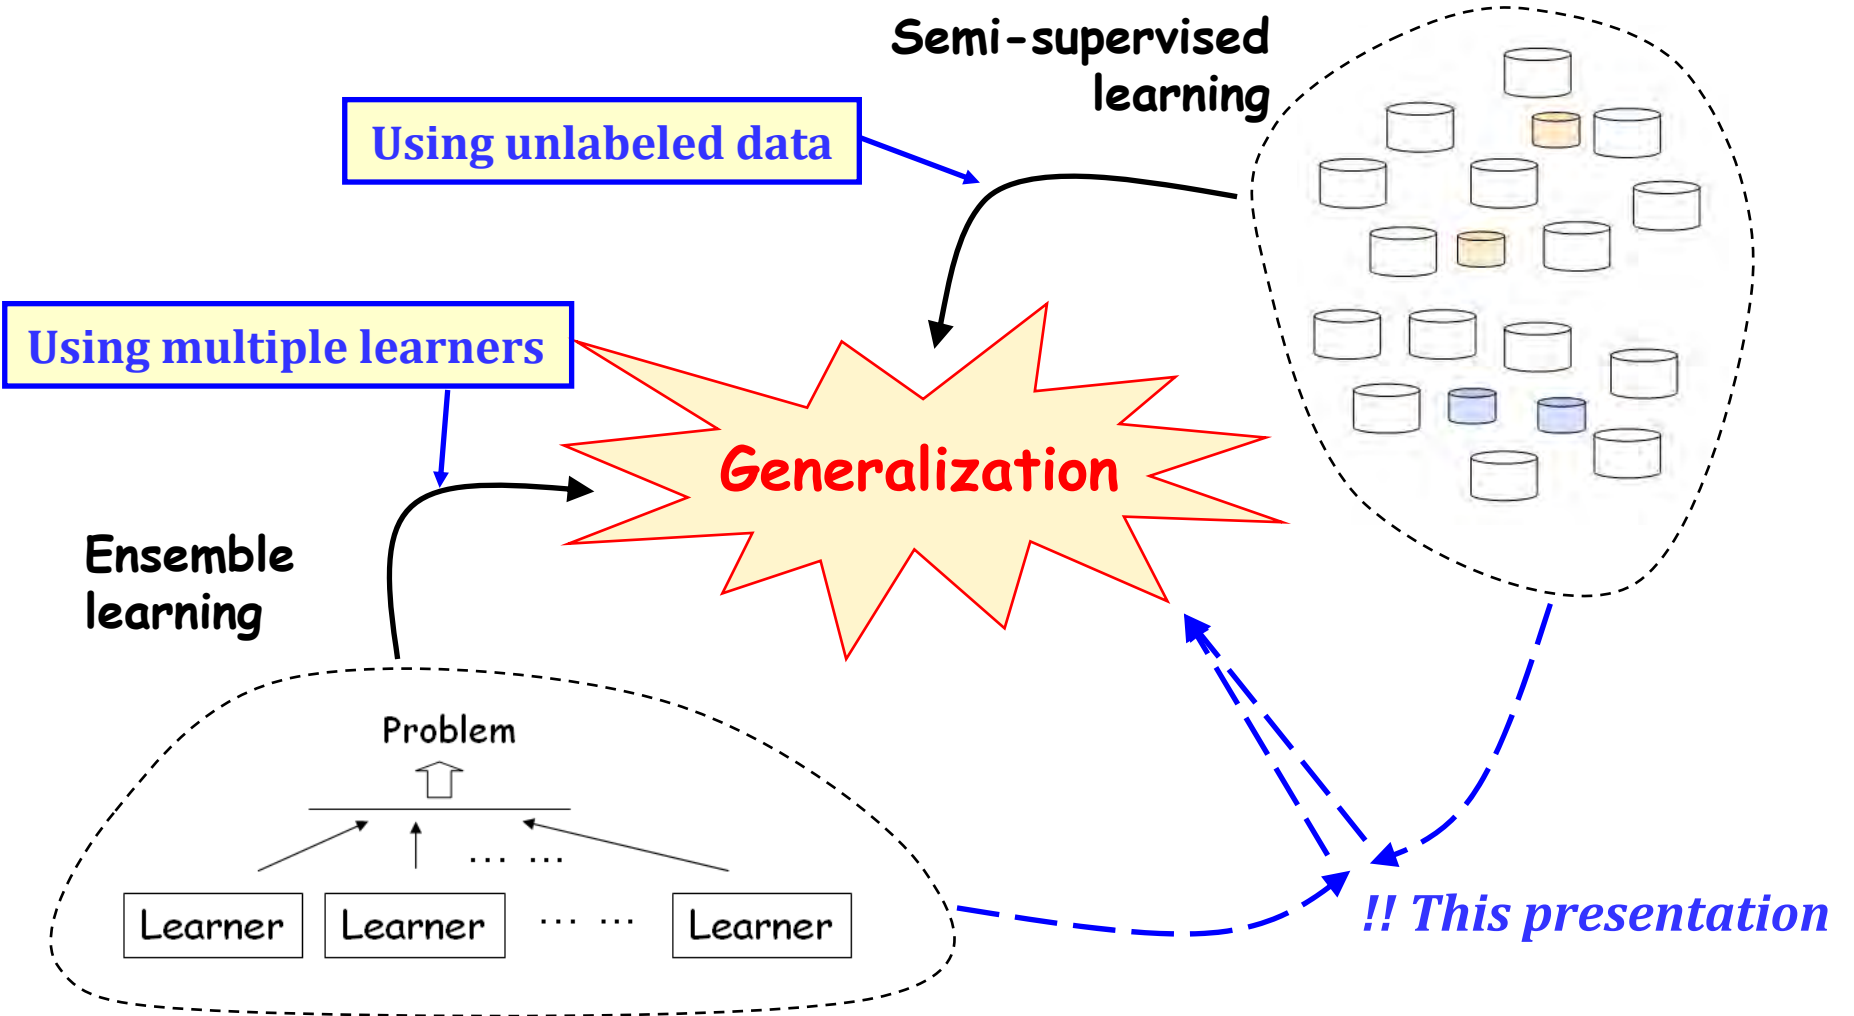 Semi-supervised
learning
Using unlabeled data
Using multiple learners
Generalization
Ensemble
learning
Problem
... ...
Learner Learner ... ... Learner
!! This presentation